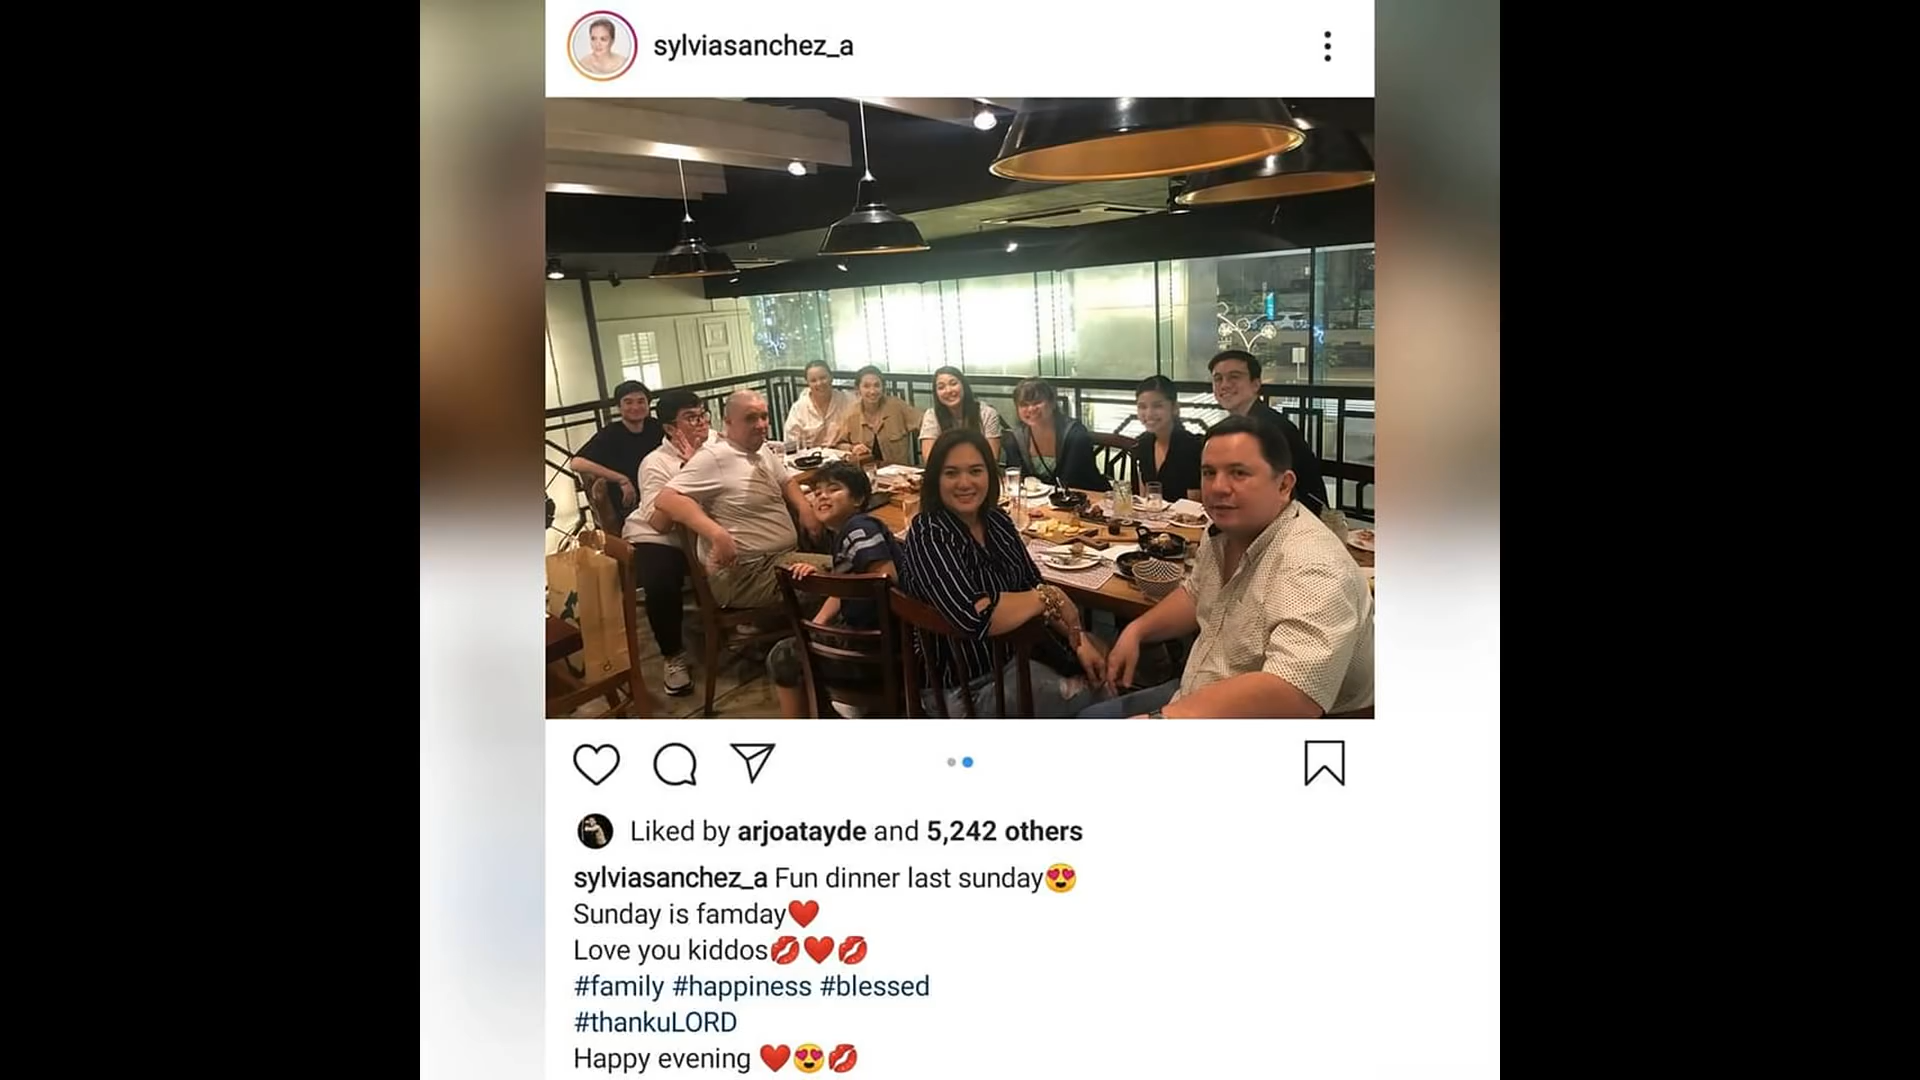 sylviasanchez_a
Liked by arjoatayde and 5,242 others
sylviasanchez_a Fun dinner last sunday😍
Sunday is famday❤️
Love you kiddos💋❤️💋
#family #happiness #blessed
#thankuLORD
Happy evening ❤️😍💋